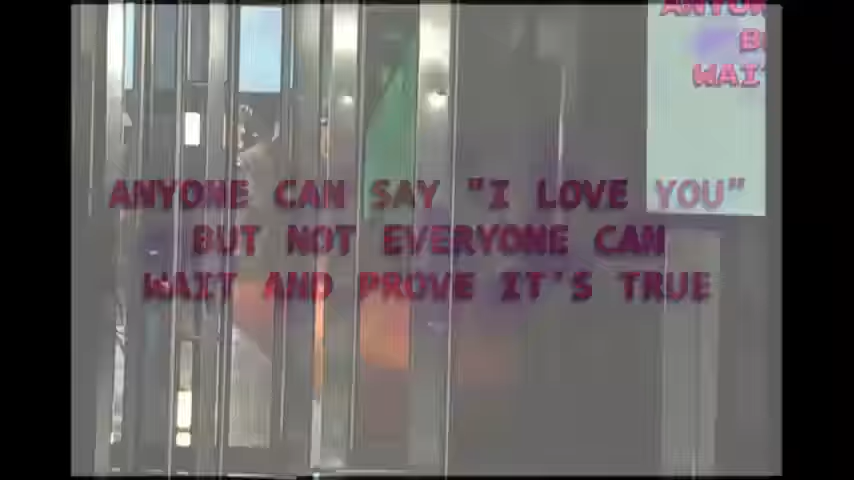 ANYONE CAN SAY "I LOVE YOU"
BUT NOT EVERYONE CAN
WAIT AND PROVE IT'S TRUE